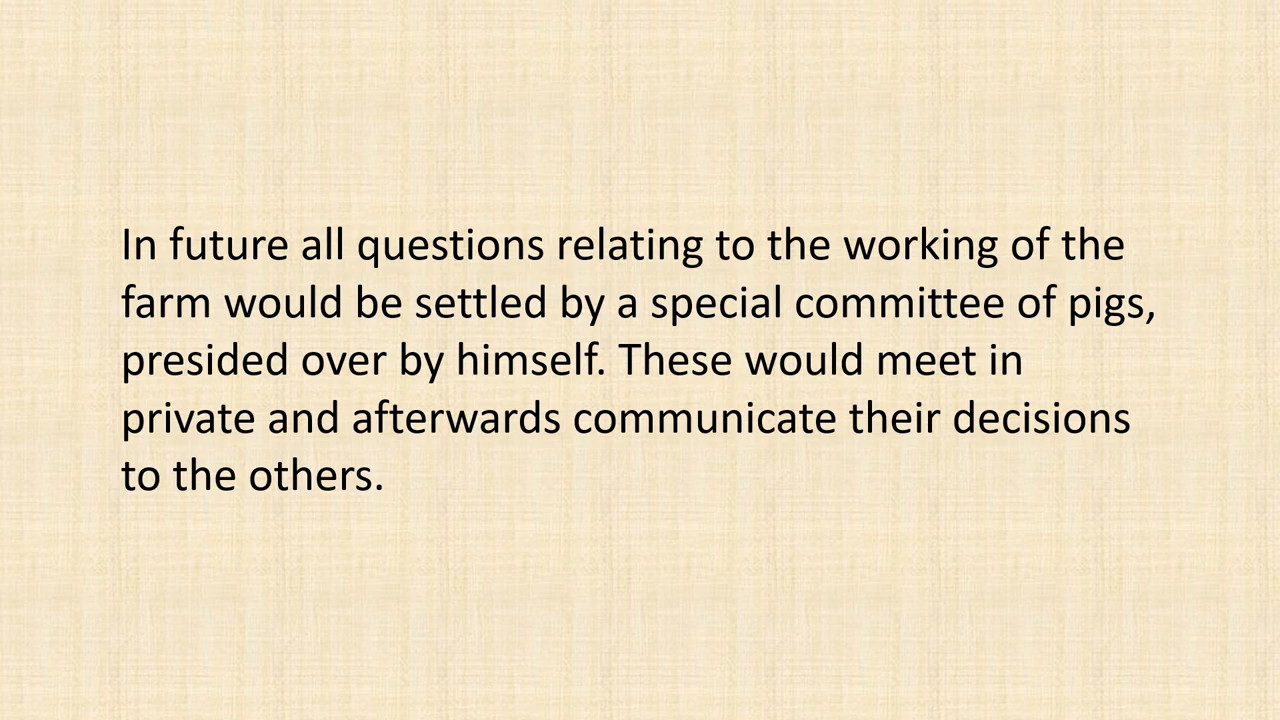 In future all questions relating to the working of the
farm would be settled by a special committee of pigs,
presided over by himself. These would meet in
private and afterwards communicate their decisions
to the others.